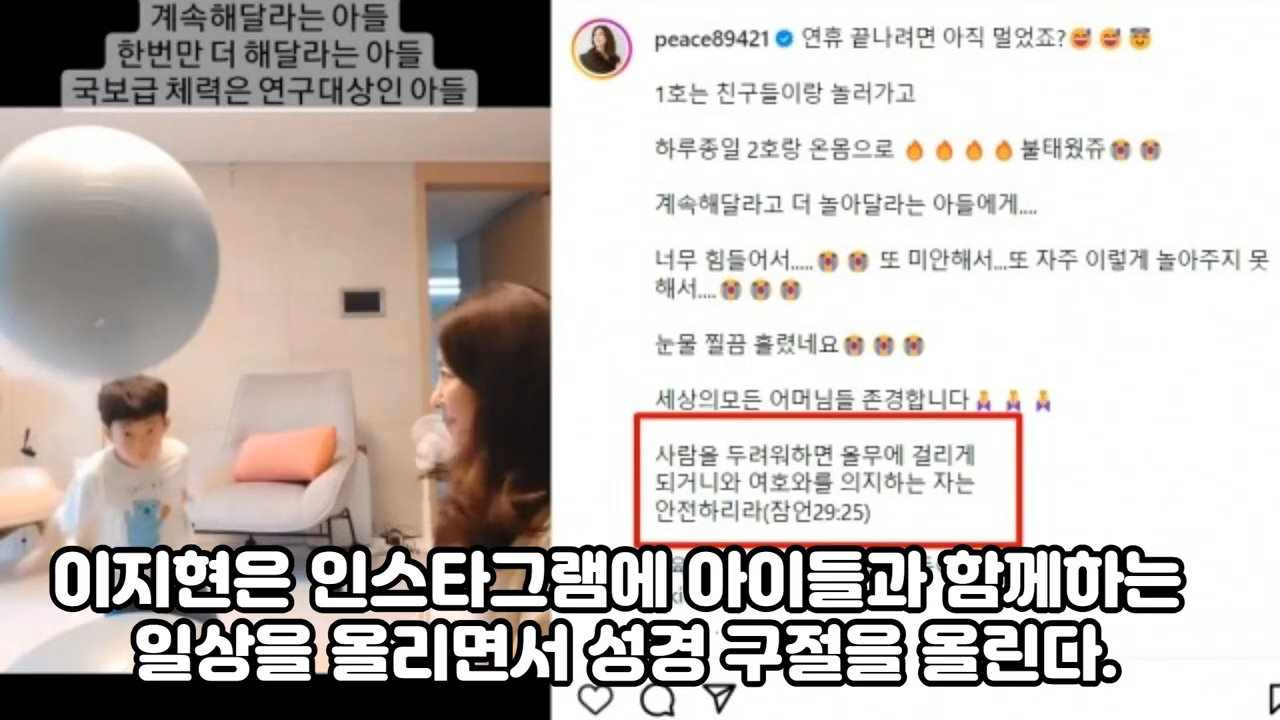 계속해달라는 아들
한번만 더 해달라는 아들
국보급 체력은 연구대상인 아들
peace89421 연휴 끝나려면 아직 멀었죠?😅😅😇
1호는 친구들이랑 놀러가고
하루종일 2호랑 온몸으로 🔥🔥🔥🔥불태웠쥬😭😭
계속해달라고 더 놀아달라는 아들에게....
너무 힘들어서.....😭😭 또 미안해서...또 자주 이렇게 놀아주지 못
해서....😭😭😭
눈물 찔끔 흘렸네요😭😭😭
세상의모든 어머님들 존경합니다
사람을 두려워하면 올무에 걸리게
되거니와 여호와를 의지하는 자는
안전하리라(잠언29:25)
이지현은 인스타그램에 아이들과 함께하는
일상을 올리면서 성경 구절을 올린다.